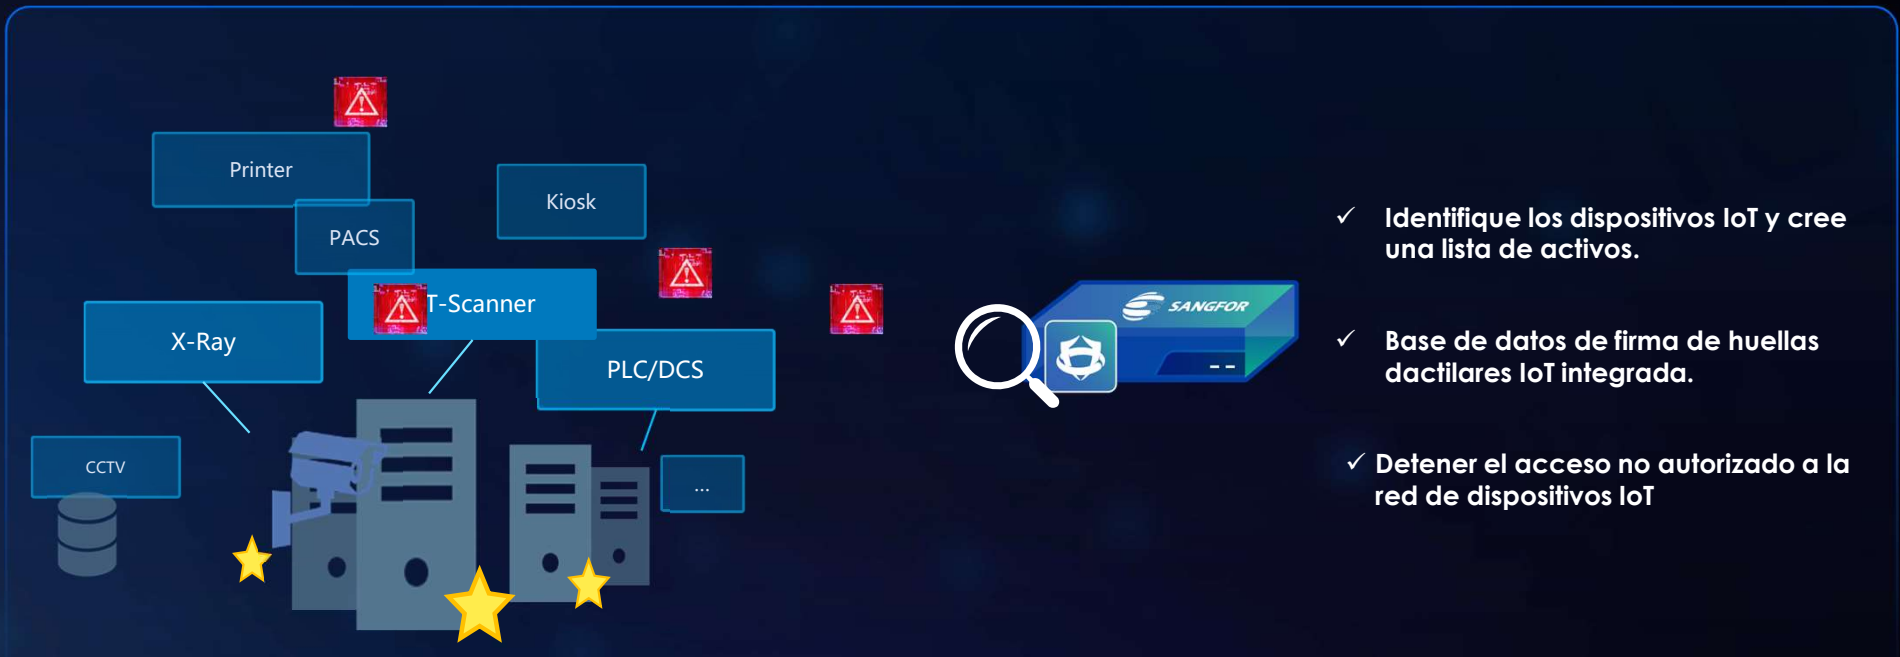 Printer
PACS
Kiosk
T-Scanner
X-Ray
PLC/DCS
CCTV
...
SANGFOR
✓ Identifique los dispositivos IoT y cree
una lista de activos.
✓ Base de datos de firma de huellas
dactilares IoT integrada.
✓ Detener el acceso no autorizado a la
red de dispositivos IoT